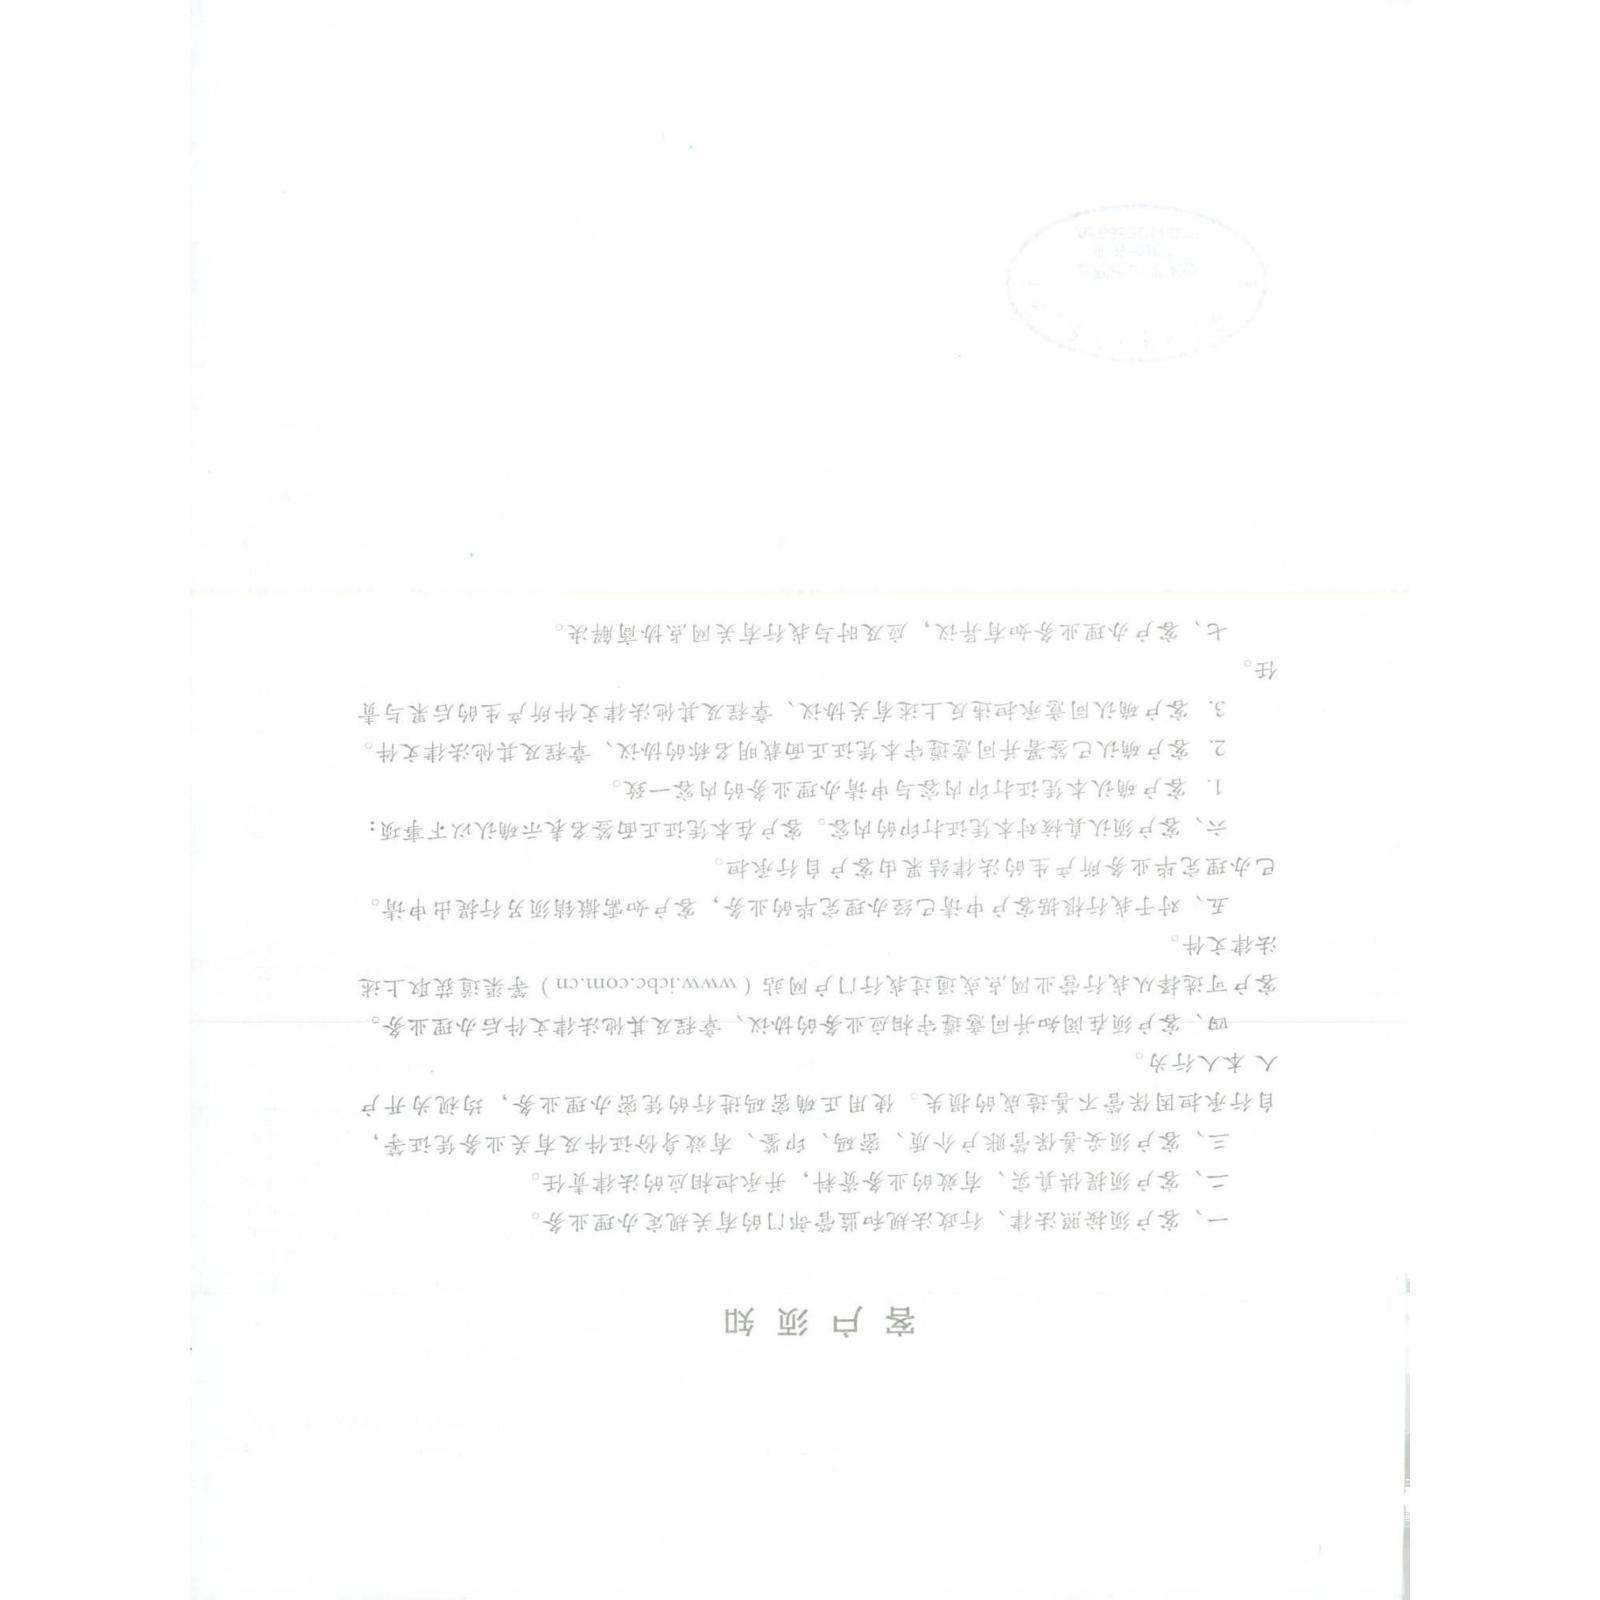 客户须知
一、客户须按照法律、行政法规和监管部门的有关规定办理业务。
二、客户须提供真实、有效的业务资料，并承担相应的法律责任。
三、客户须妥善保管账户介质、密码、印鉴、有效身份证件及有关业务凭证等，
自行承担因保管不善造成的损失。使用正确密码进行的凭密办理业务，均视为开户
人本人行为。
四、客户须在阅知并同意遵守相应业务的协议、章程及其他法律文件后办理业务。
客户可选择从我行营业网点或通过我行门户网站（www.icbc.com.cn）等渠道获取上述
法律文件。
五、对于我行根据客户申请已经办理完毕的业务，客户如需撤销须另行提出申请。
已办理完毕业务所产生的法律结果由客户自行承担。
六、客户须认真核对本凭证打印的内容。客户在本凭证正面签名表示确认以下事项：
1. 客户确认本凭证打印内容与申请办理业务的内容一致。
2. 客户确认已签署并同意遵守本凭证正面载明名称的协议、章程及其他法律文件。
3. 客户确认同意承担违反上述有关协议、章程及其他法律文件所产生的后果与责
任。
七、客户办理业务如有异议，应及时与我行有关网点协商解决。